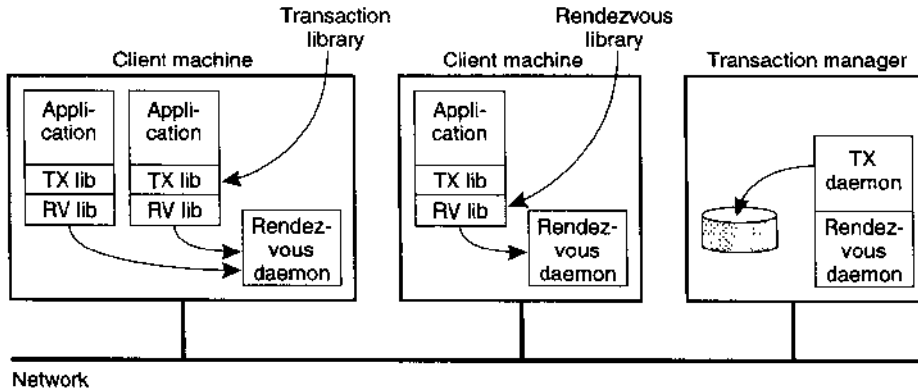 Transaction
library
Rendezvous
library
Client machine
Client machine
Transaction manager
Appli-
cation
TX lib
RV lib
Appli-
cation
TX lib
RV lib
Rendez-
vous
daemon
Appli-
cation
TX lib
RV lib
Rendez-
vous
daemon
TX
daemon
Rendez-
vous
daemon
Network